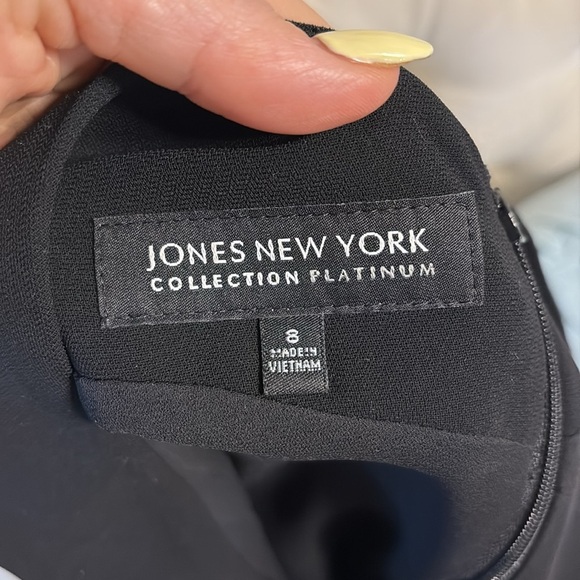 JONES NEW YORK
COLLECTION PLATINUM
8
MADE IN
VIETNAM